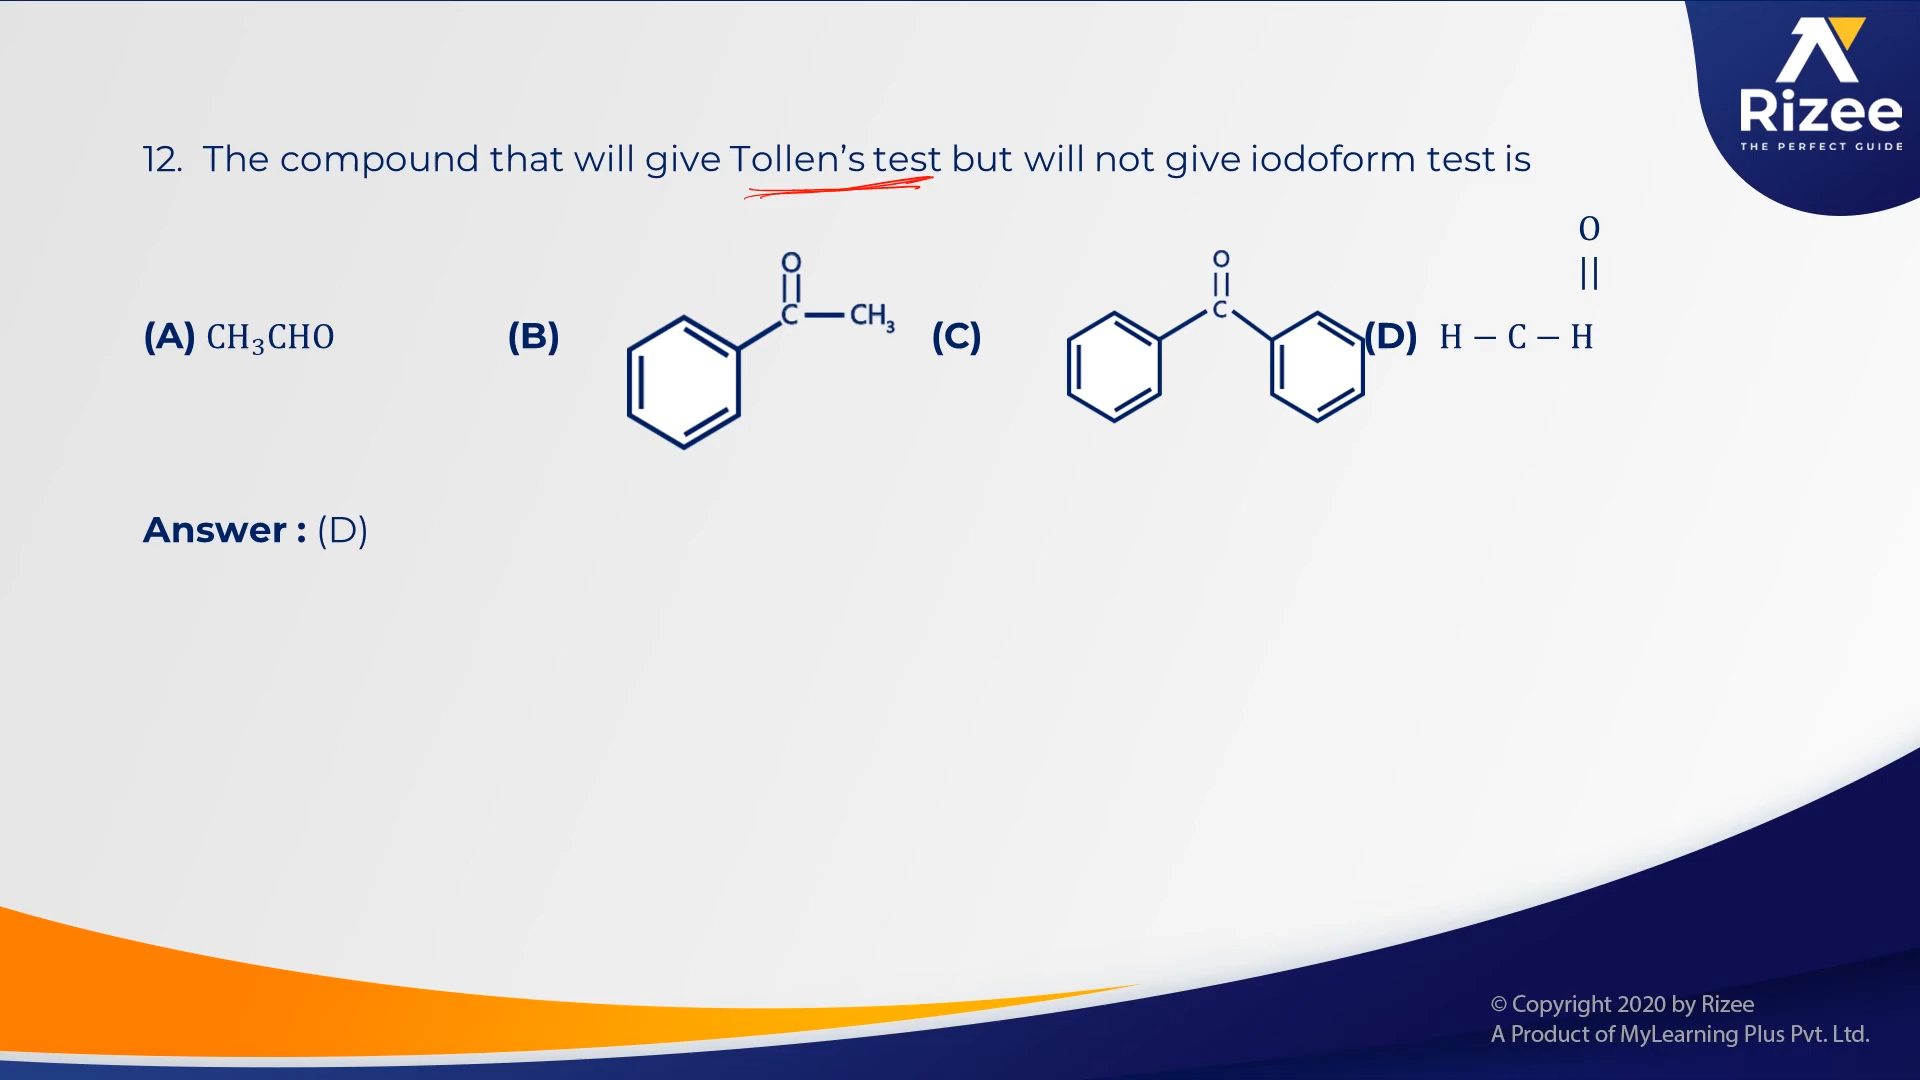 Rizee
THE PERFECT GUIDE
12. The compound that will give Tollen’s test but will not give iodoform test is
(A) CH₃CHO
(B)
O
||
C—CH₃
(C)
O
||
C
(D)
O
||
H – C – H
Answer : (D)
© Copyright 2020 by Rizee
A Product of MyLearning Plus Pvt. Ltd.